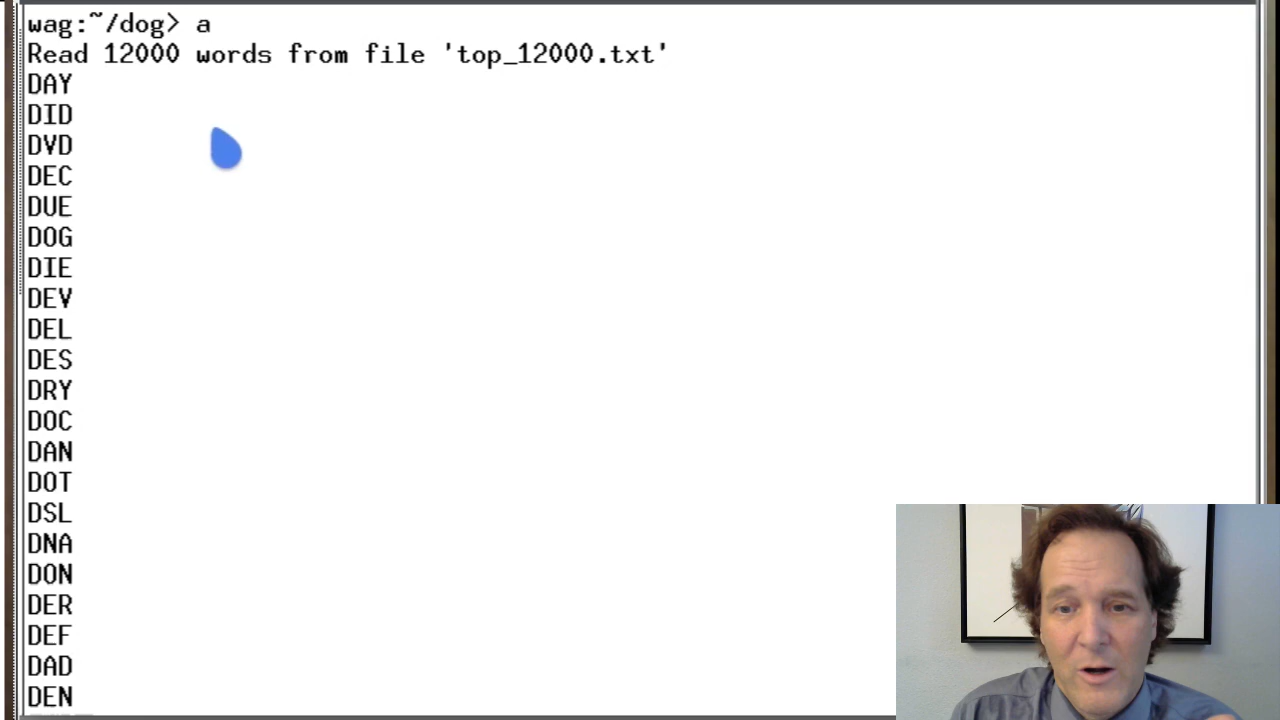 wag:~/dog> a
Read 12000 words from file 'top_12000.txt'
DAY
DID
DVD
DEC
DUE
DOG
DIE
DEV
DEL
DES
DRY
DOC
DAN
DOT
DSL
DNA
DON
DER
DEF
DAD
DEN